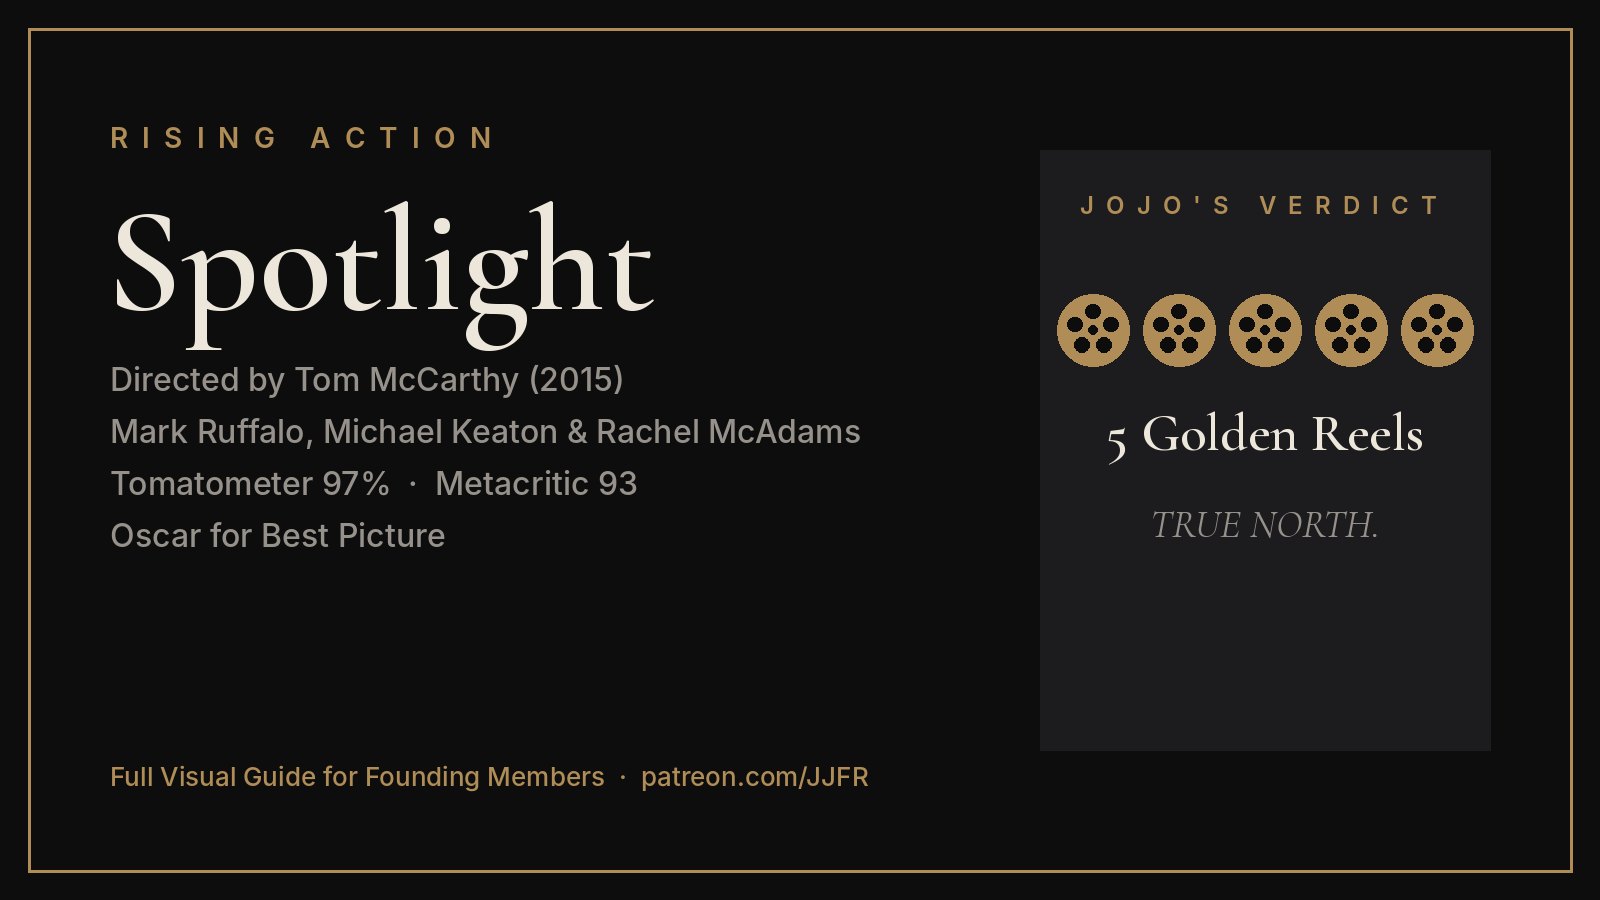 RISING ACTION
Spotlight
Directed by Tom McCarthy (2015)
Mark Ruffalo, Michael Keaton & Rachel McAdams
Tomatometer 97% · Metacritic 93
Oscar for Best Picture
Full Visual Guide for Founding Members · patreon.com/JJFR
JOJO'S VERDICT
5 Golden Reels
TRUE NORTH.